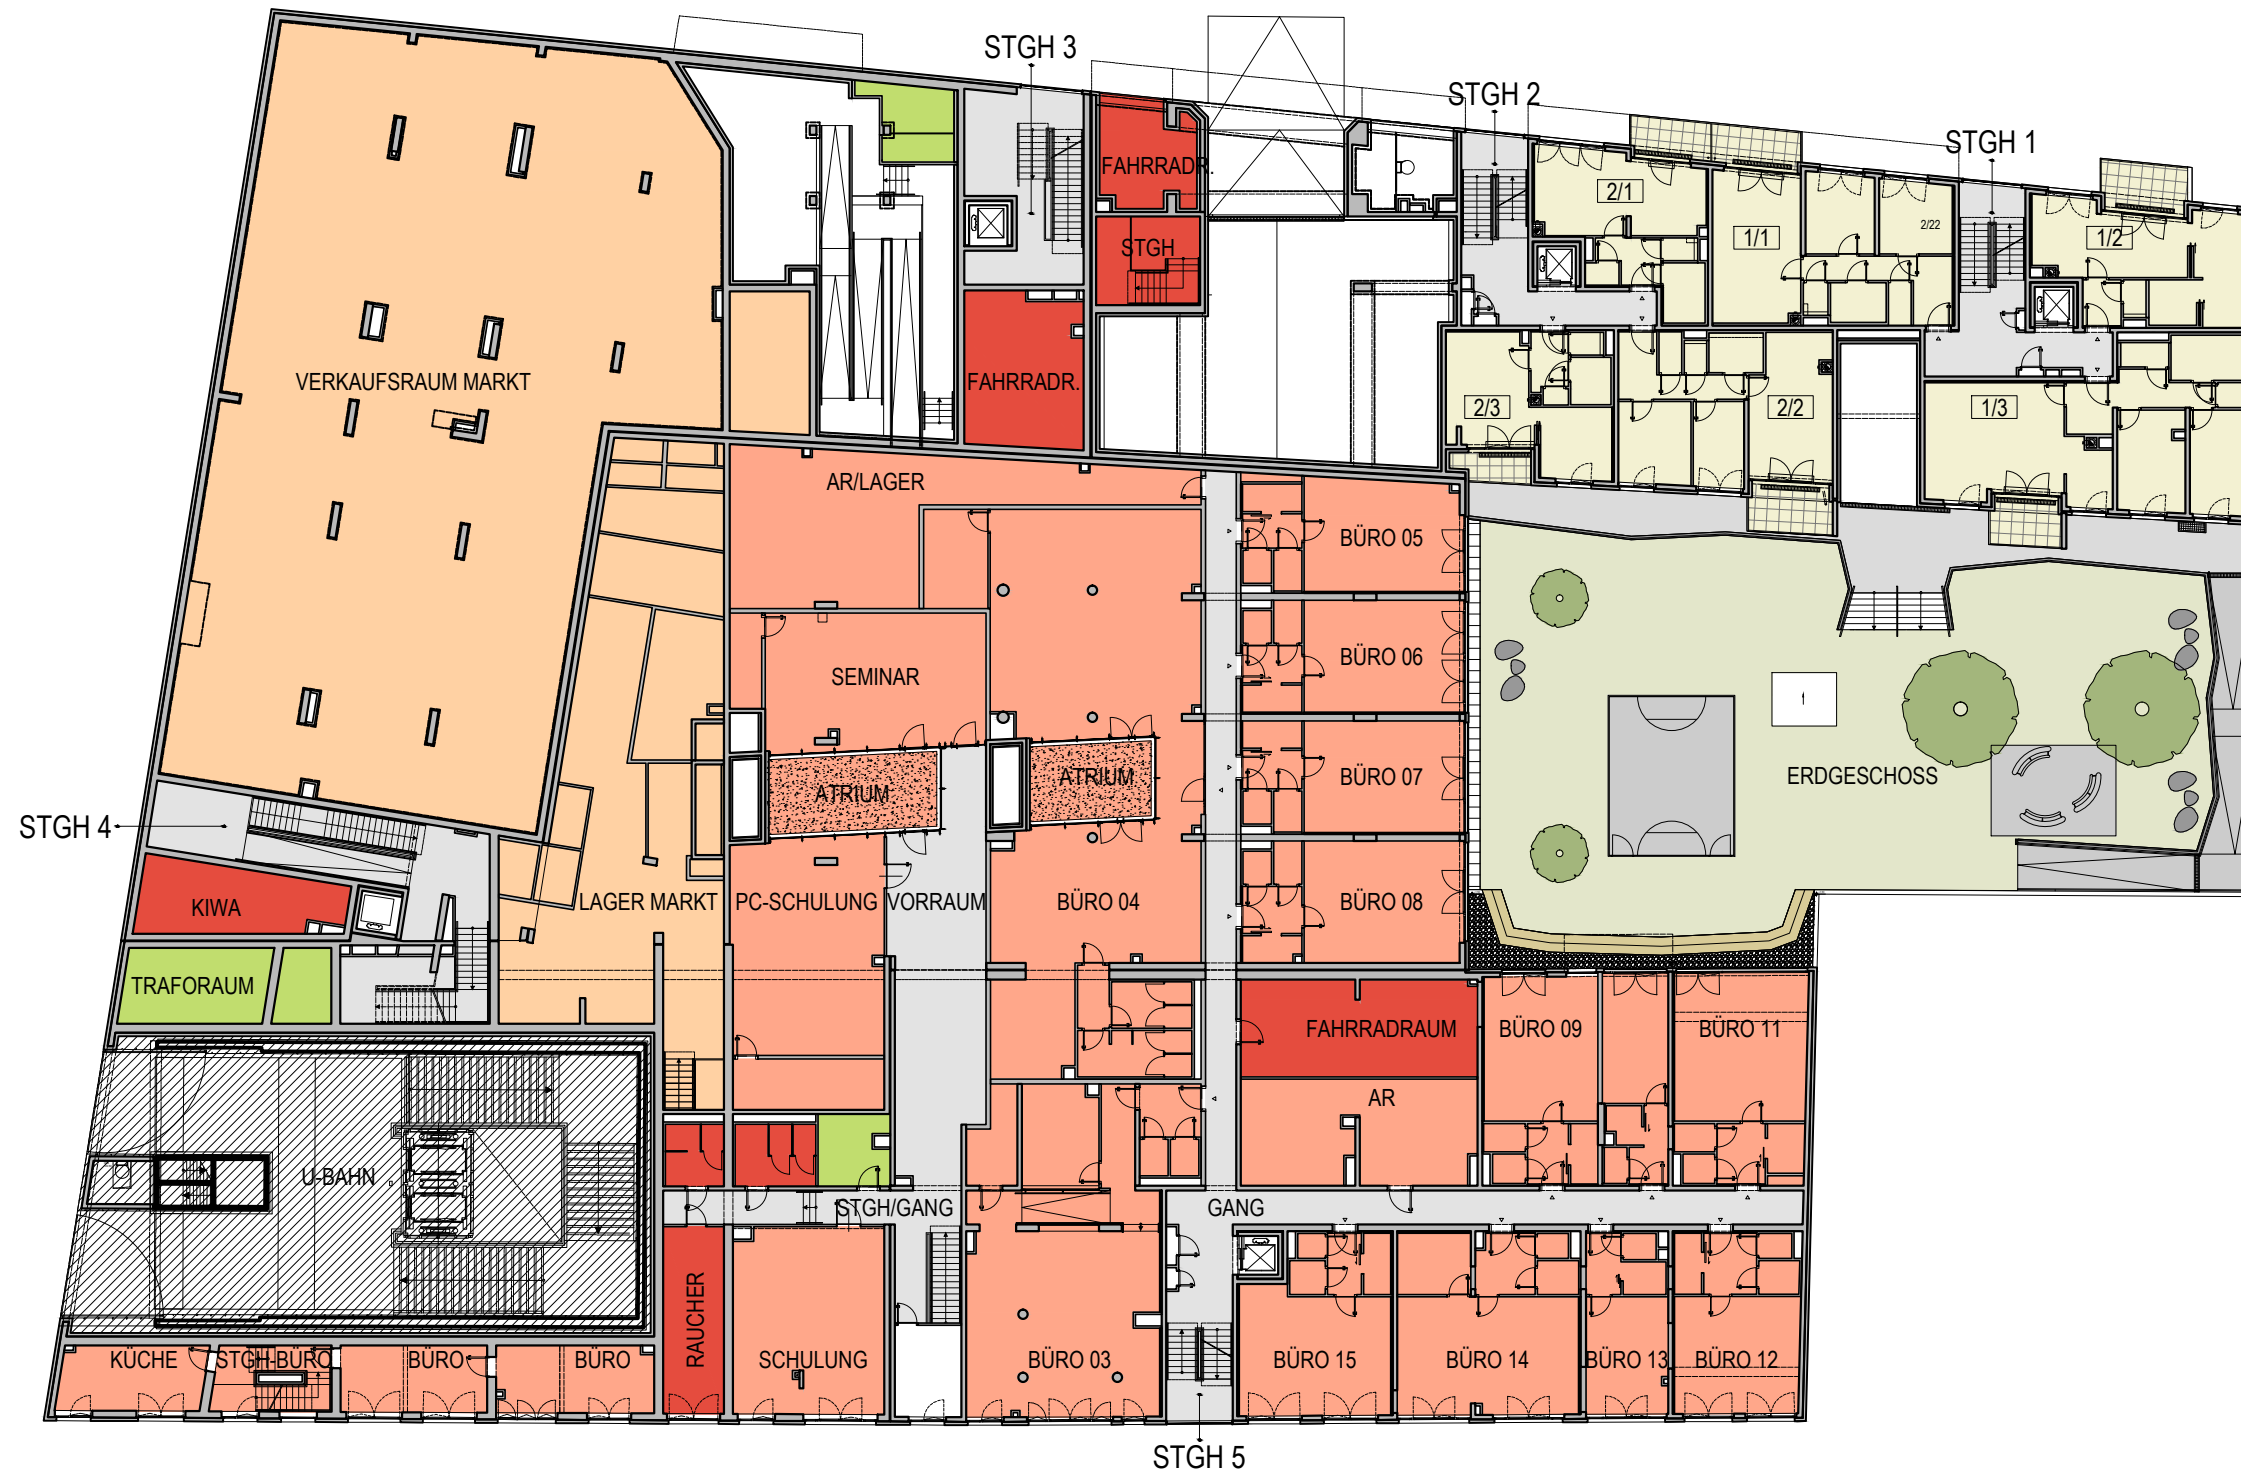 STGH 3
STGH 2
STGH 1
FAHRRADR.
2/1
1/1
2/22
1/2
STGH
VERKAUFSRAUM MARKT
FAHRRADR.
2/3
2/2
1/3
AR/LAGER
BÜRO 05
BÜRO 06
SEMINAR
ATRIUM
ATRIUM
BÜRO 07
ERDGESCHOSS
STGH 4
KIWA
LAGER MARKT
PC-SCHULUNG
VORRAUM
BÜRO 04
BÜRO 08
TRAFORAUM
FAHRRADRAUM
BÜRO 09
BÜRO 11
AR
U-BAHN
STGH/GANG
GANG
RAUCHER
KÜCHE
STGH-BÜRO
BÜRO
BÜRO
SCHULUNG
BÜRO 03
BÜRO 15
BÜRO 14
BÜRO 13
BÜRO 12
STGH 5